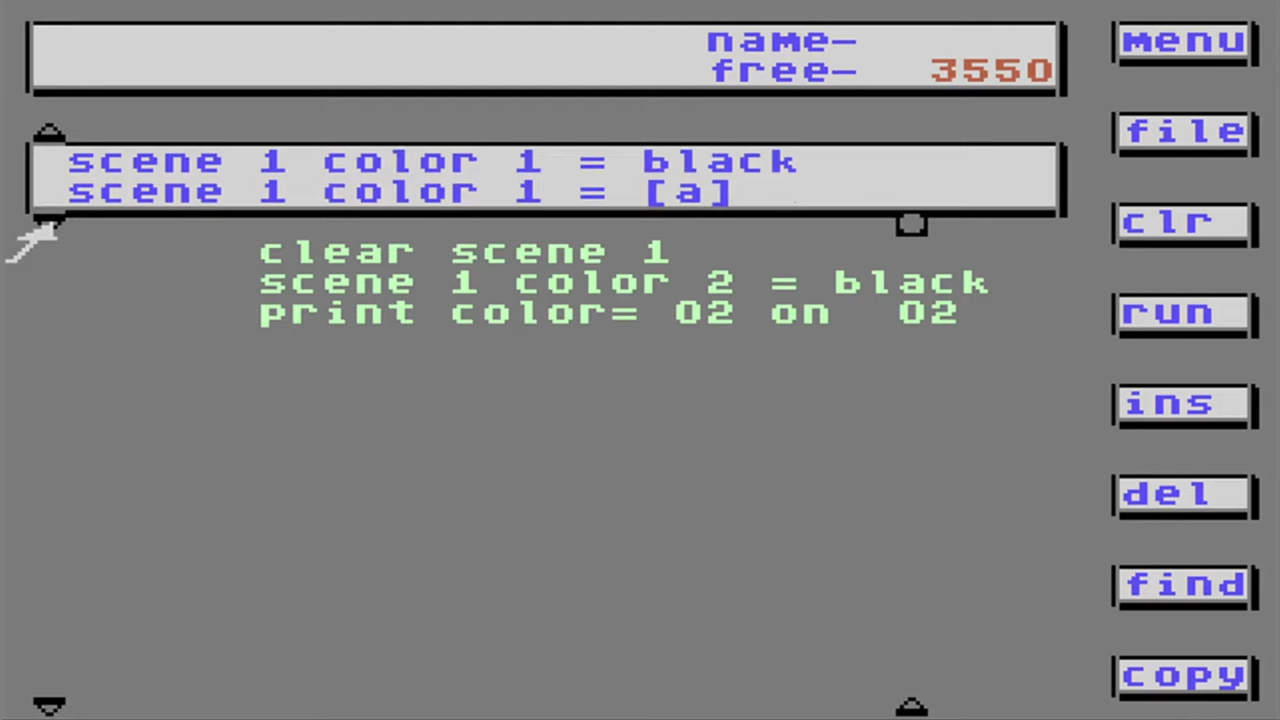 name-
free- 3550
scene 1 color 1 = black
scene 1 color 1 = [a]
clear scene 1
scene 1 color 2 = black
print color= 02 on 02
menu
file
clr
run
ins
del
find
copy